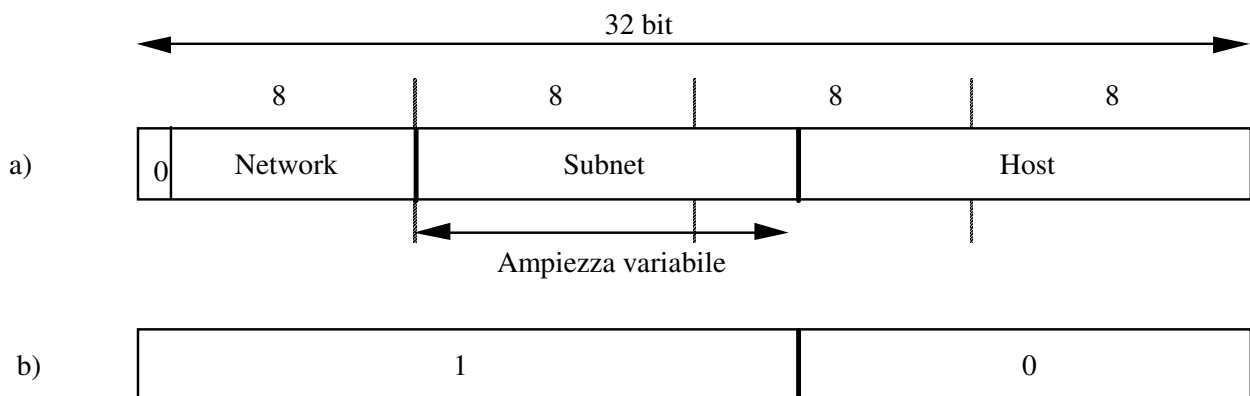 32 bit
8 8 8 8
a) 0 Network Subnet Host
Ampiezza variabile
b) 1 0